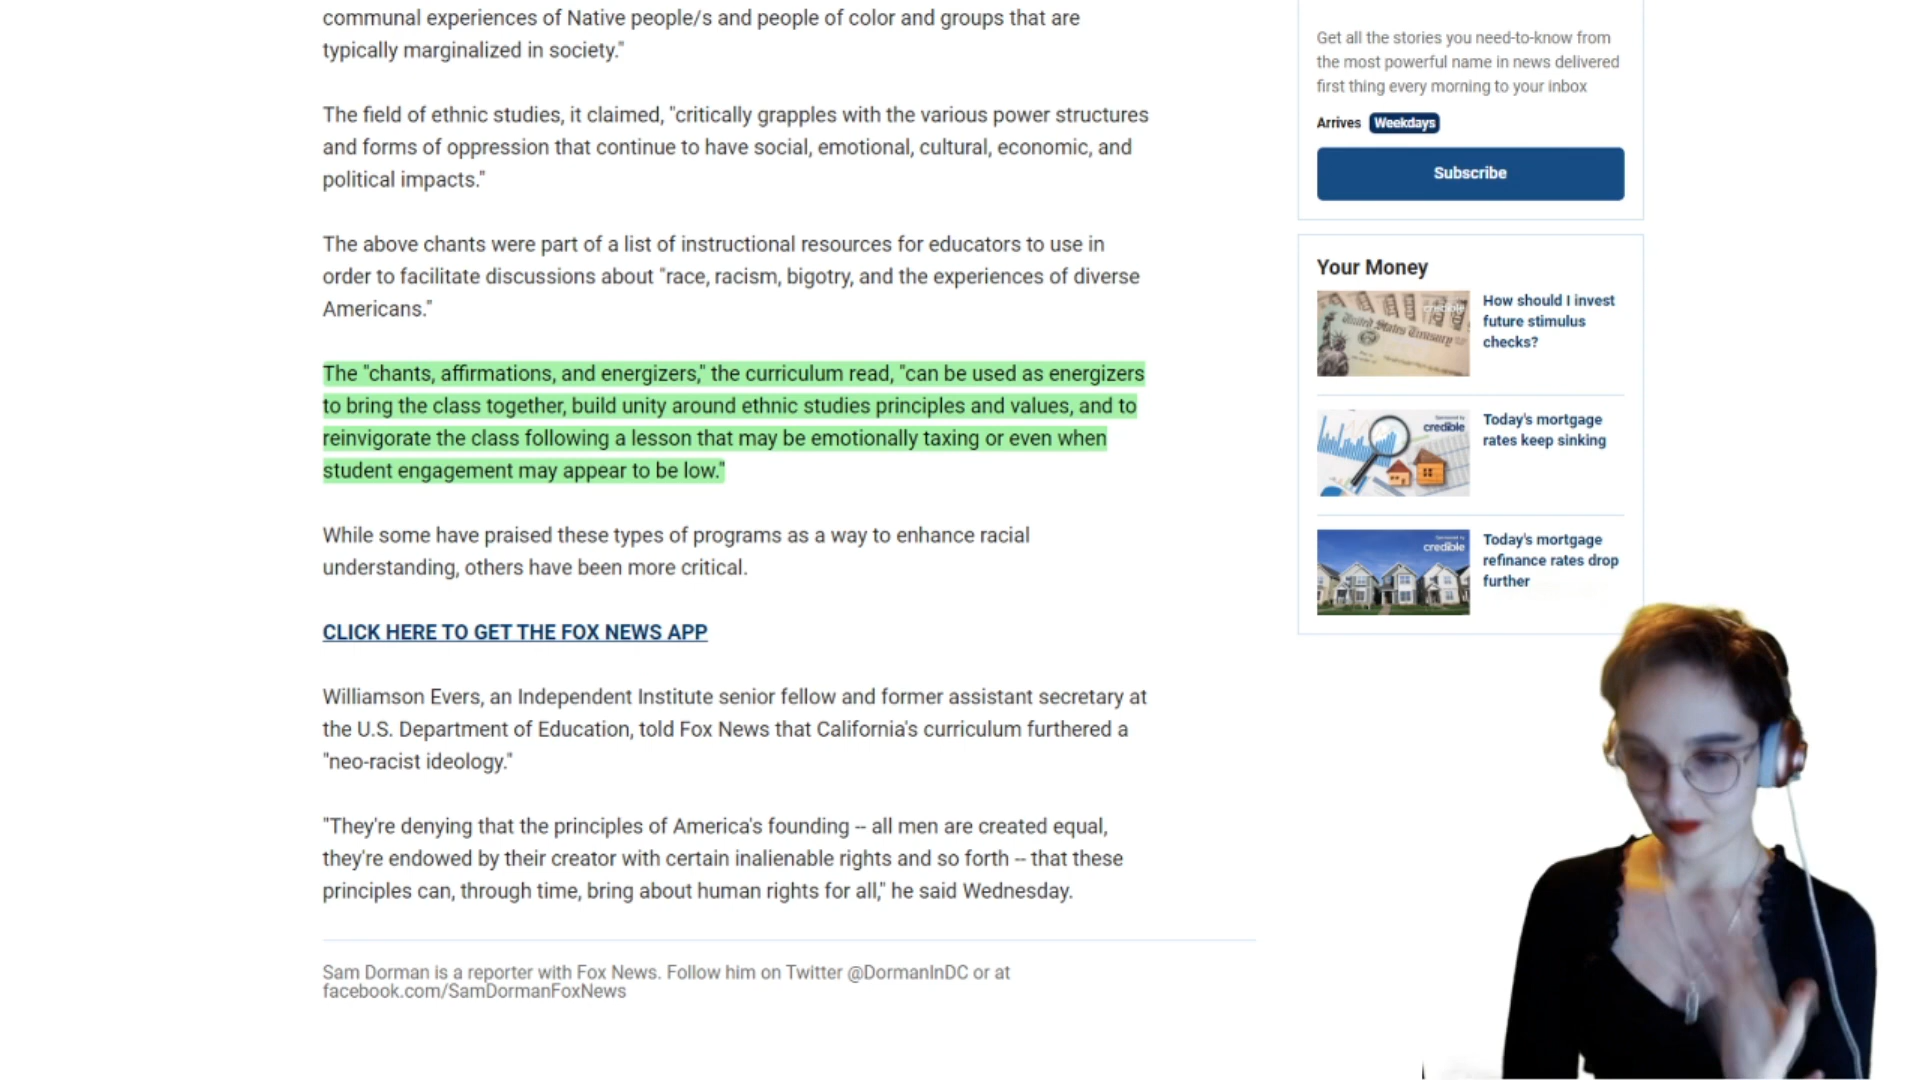 communal experiences of Native people/s and people of color and groups that are
typically marginalized in society."
The field of ethnic studies, it claimed, "critically grapples with the various power structures
and forms of oppression that continue to have social, emotional, cultural, economic, and
political impacts."
The above chants were part of a list of instructional resources for educators to use in
order to facilitate discussions about "race, racism, bigotry, and the experiences of diverse
Americans."
The "chants, affirmations, and energizers," the curriculum read, "can be used as energizers
to bring the class together, build unity around ethnic studies principles and values, and to
reinvigorate the class following a lesson that may be emotionally taxing or even when
student engagement may appear to be low."
While some have praised these types of programs as a way to enhance racial
understanding, others have been more critical.
CLICK HERE TO GET THE FOX NEWS APP
Williamson Evers, an Independent Institute senior fellow and former assistant secretary at
the U.S. Department of Education, told Fox News that California's curriculum furthered a
"neo-racist ideology."
"They're denying that the principles of America's founding -- all men are created equal,
they're endowed by their creator with certain inalienable rights and so forth -- that these
principles can, through time, bring about human rights for all," he said Wednesday.
Sam Dorman is a reporter with Fox News. Follow him on Twitter @DormanInDC or at
facebook.com/SamDormanFoxNews
Get all the stories you need-to-know from
the most powerful name in news delivered
first thing every morning to your inbox
Arrives Weekdays
Subscribe
Your Money
credible
United States Treasury
How should I invest
future stimulus
checks?
Sponsored by
credible
Today's mortgage
rates keep sinking
Sponsored by
credible
Today's mortgage
refinance rates drop
further